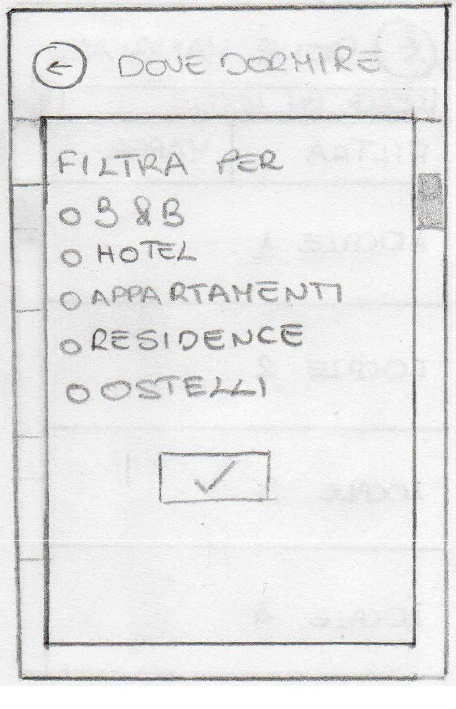 DOVE DORMIRE
FILTRA PER
B & B
HOTEL
APPARTAMENTI
RESIDENCE
OSTELLI